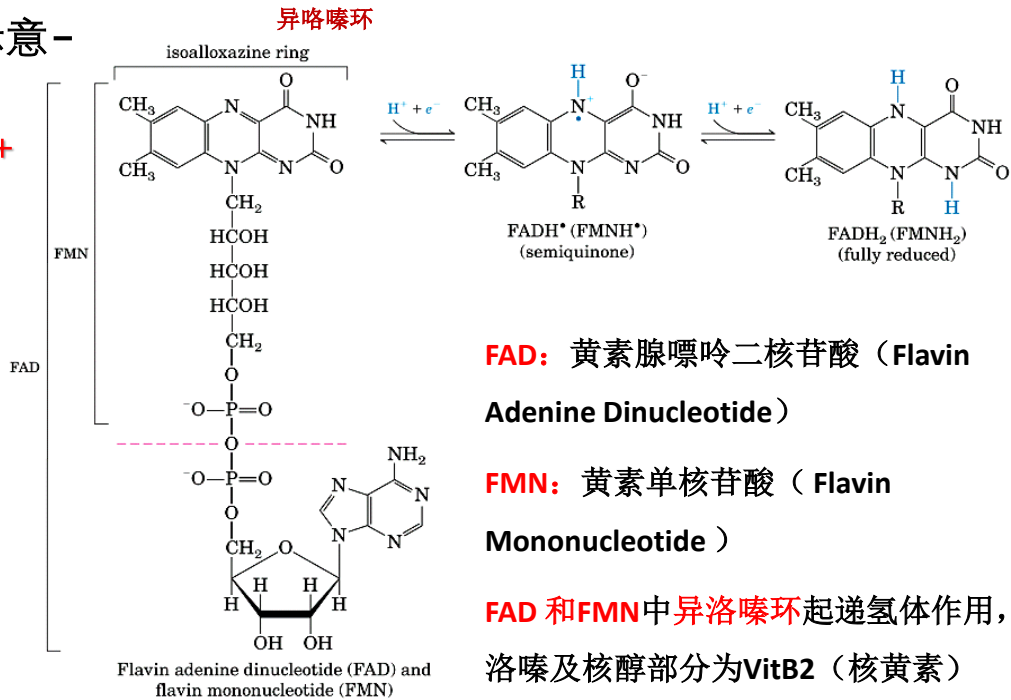 意-
异咯嗪环
isoalloxazine ring
+
FMN
FAD
CH₃
CH₃
N
N
N
O
NH
O
CH₂
HCOH
HCOH
HCOH
CH₂
O
⁻O—P=O
O
⁻O—P=O
O
CH₂
O
H
H
H
H
OH
OH
NH₂
N
N
N
N
Flavin adenine dinucleotide (FAD) and
flavin mononucleotide (FMN)
H⁺ + e⁻
CH₃
CH₃
H
N⁺
•
O⁻
NH
O
N
N
R
FADH• (FMNH•)
(semiquinone)
H⁺ + e⁻
CH₃
CH₃
H
N
O
NH
O
N
N
R
H
FADH₂ (FMNH₂)
(fully reduced)
FAD：黄素腺嘌呤二核苷酸（Flavin
Adenine Dinucleotide）
FMN：黄素单核苷酸（ Flavin
Mononucleotide ）
FAD 和FMN中异洛嗪环起递氢体作用，
洛嗪及核醇部分为VitB2（核黄素）